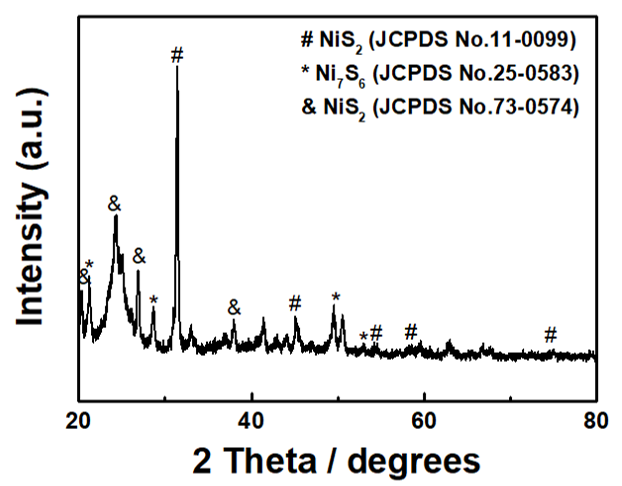 # NiS₂ (JCPDS No.11-0099)
* Ni₇S₆ (JCPDS No.25-0583)
& NiS₂ (JCPDS No.73-0574)
#
&
&
& *
*
&
#
*
* #
#
#
Intensity (a.u.)
20 40 60 80
2 Theta / degrees